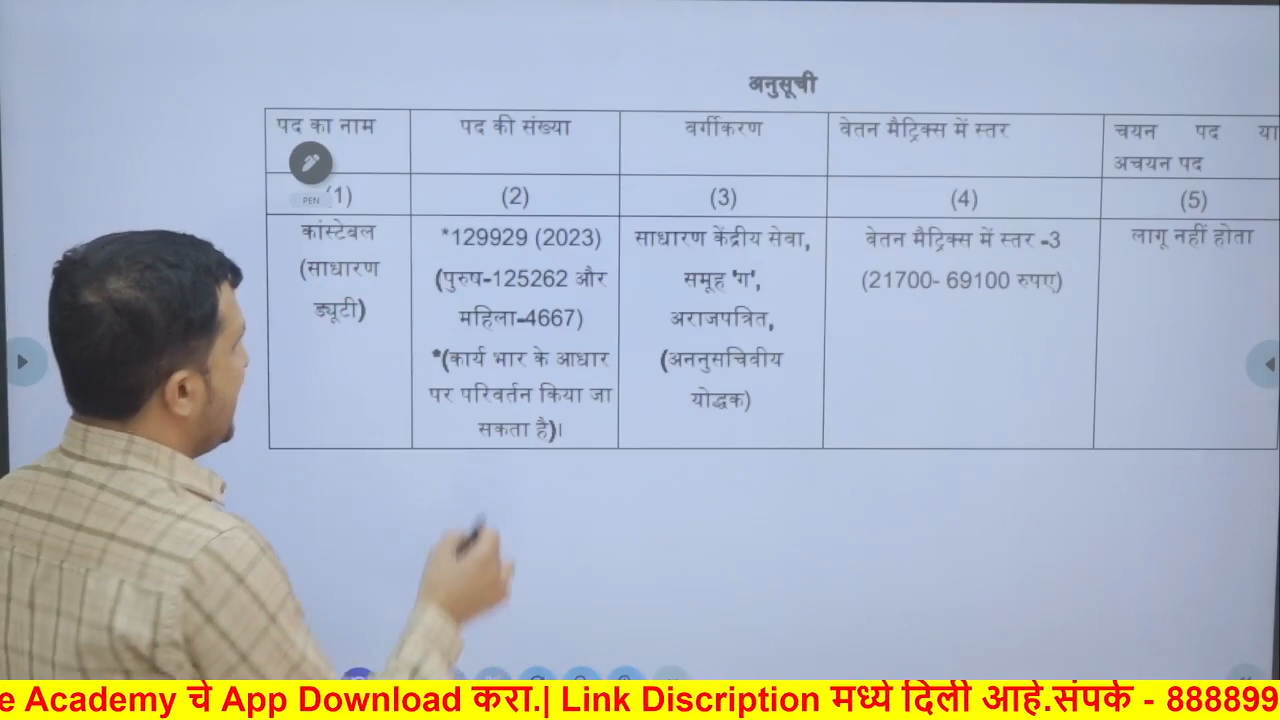 अनुसूची
पद का नाम
पद की संख्या
वर्गीकरण
वेतन मैट्रिक्स में स्तर
चयन पद या
अचयन पद
PEN
(1)
(2)
(3)
(4)
(5)
कांस्टेबल
(साधारण
ड्यूटी)
*129929 (2023)
(पुरुष-125262 और
महिला-4667)
*(कार्य भार के आधार
पर परिवर्तन किया जा
सकता है)।
साधारण केंद्रीय सेवा,
समूह 'ग',
अराजपत्रित,
(अननुसचिवीय
योद्धक)
वेतन मैट्रिक्स में स्तर -3
(21700- 69100 रुपए)
लागू नहीं होता
e Academy चे App Download करा.| Link Discription मध्ये दिली आहे.संपर्क - 888899